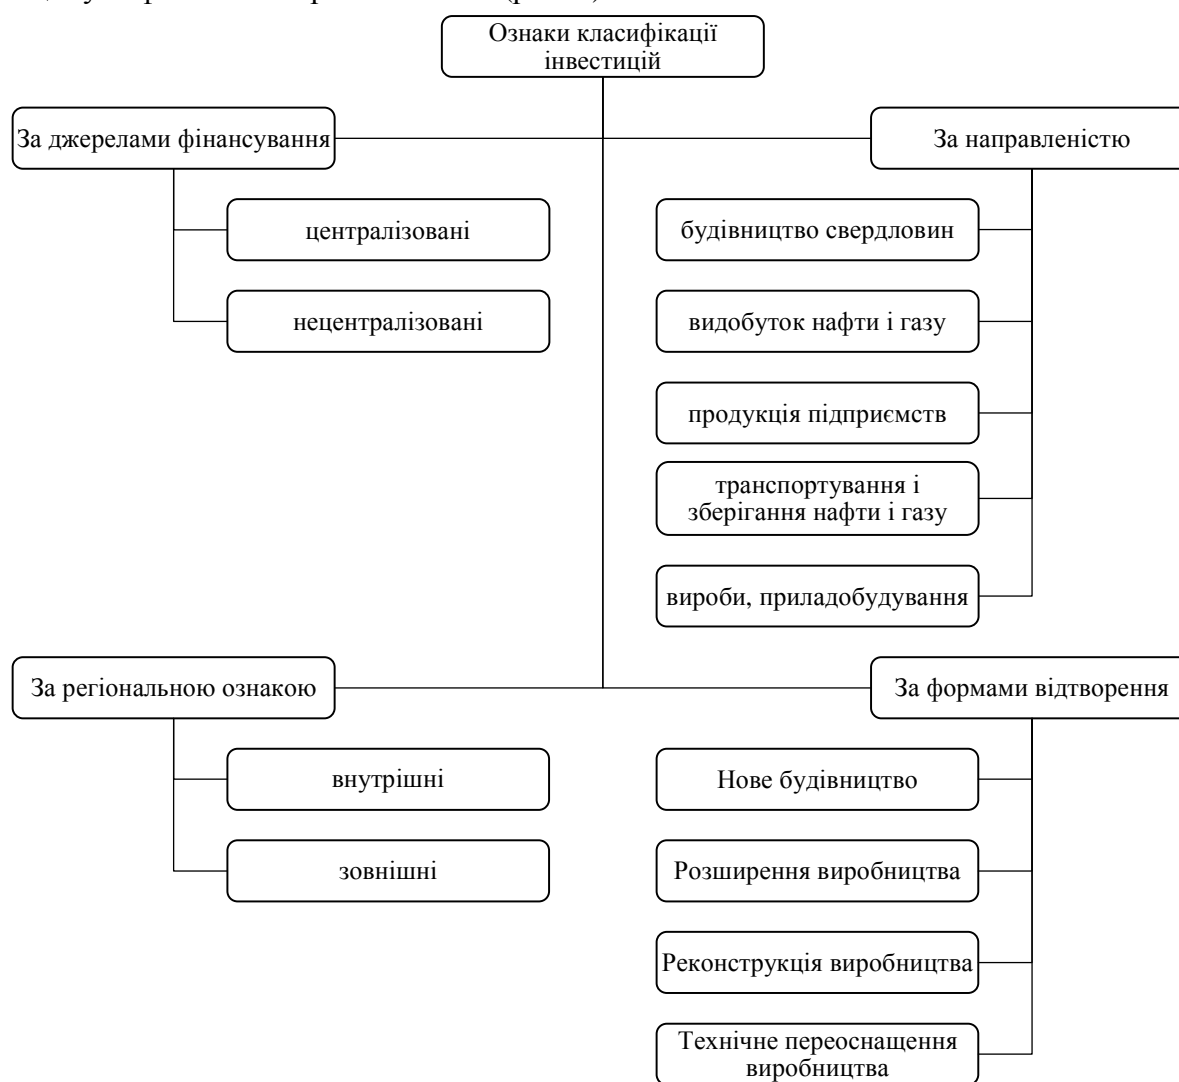 Ознаки класифікації
інвестицій
За джерелами фінансування
централізовані
нецентралізовані
За направленістю
будівництво свердловин
видобуток нафти і газу
продукція підприємств
транспортування і
зберігання нафти і газу
вироби, приладобудування
За регіональною ознакою
внутрішні
зовнішні
За формами відтворення
Нове будівництво
Розширення виробництва
Реконструкція виробництва
Технічне переоснащення
виробництва